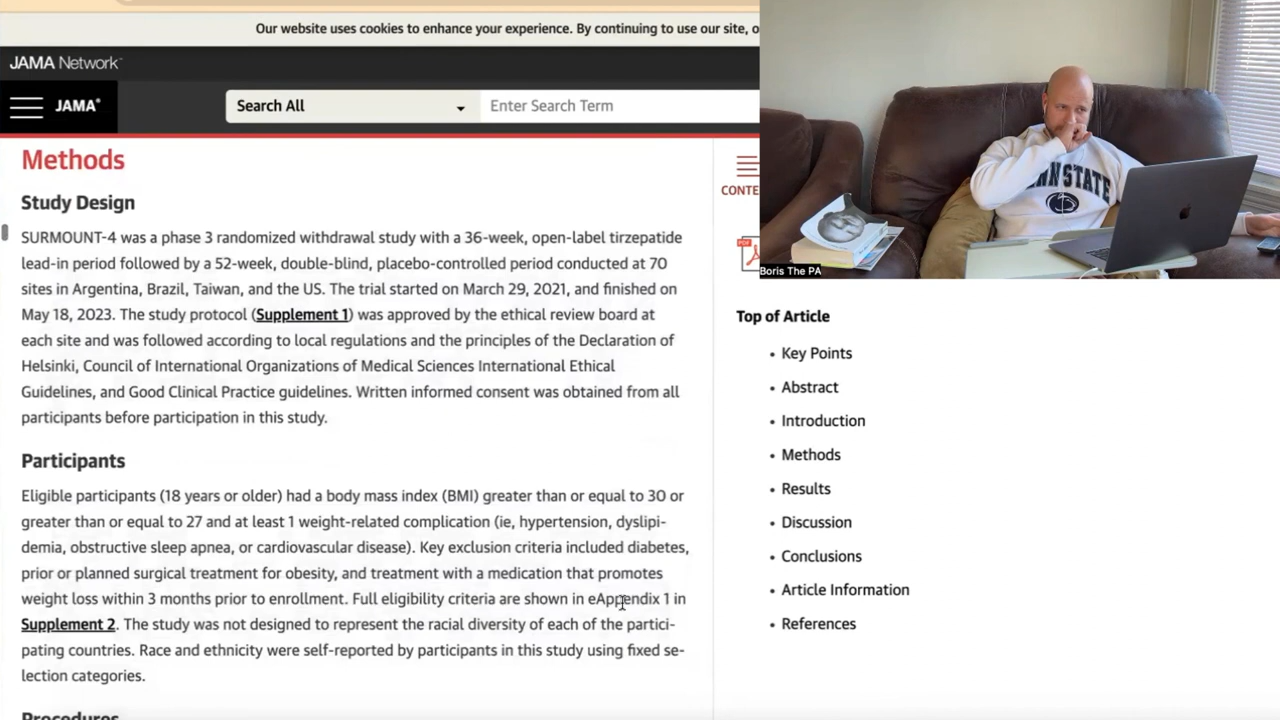 Our website uses cookies to enhance your experience. By continuing to use our site, o
JAMA Network
JAMA
Search All
Enter Search Term
Methods
Study Design
SURMOUNT-4 was a phase 3 randomized withdrawal study with a 36-week, open-label tirzepatide
lead-in period followed by a 52-week, double-blind, placebo-controlled period conducted at 70
sites in Argentina, Brazil, Taiwan, and the US. The trial started on March 29, 2021, and finished on
May 18, 2023. The study protocol (Supplement 1) was approved by the ethical review board at
each site and was followed according to local regulations and the principles of the Declaration of
Helsinki, Council of International Organizations of Medical Sciences International Ethical
Guidelines, and Good Clinical Practice guidelines. Written informed consent was obtained from all
participants before participation in this study.
Participants
Eligible participants (18 years or older) had a body mass index (BMI) greater than or equal to 30 or
greater than or equal to 27 and at least 1 weight-related complication (ie, hypertension, dyslipi-
demia, obstructive sleep apnea, or cardiovascular disease). Key exclusion criteria included diabetes,
prior or planned surgical treatment for obesity, and treatment with a medication that promotes
weight loss within 3 months prior to enrollment. Full eligibility criteria are shown in eAppendix 1 in
Supplement 2. The study was not designed to represent the racial diversity of each of the partici-
pating countries. Race and ethnicity were self-reported by participants in this study using fixed se-
lection categories.
Procedures
CONTE
PDF
NN STATE
Boris The PA
Top of Article
• Key Points
• Abstract
• Introduction
• Methods
• Results
• Discussion
• Conclusions
• Article Information
• References